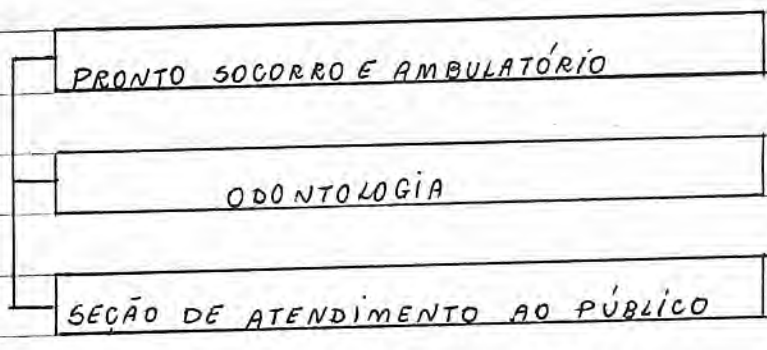 PRONTO SOCORRO E AMBULATÓRIO
ODONTOLOGIA
SEÇÃO DE ATENDIMENTO AO PÚBLICO